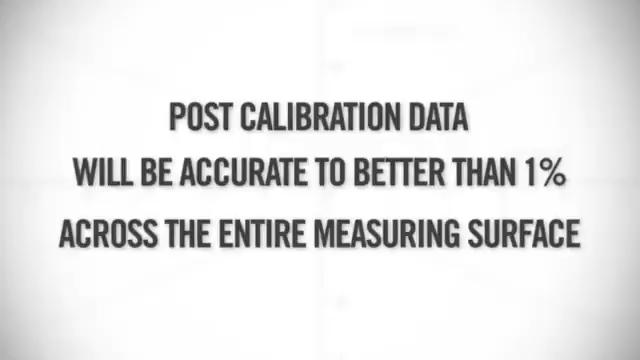 POST CALIBRATION DATA
WILL BE ACCURATE TO BETTER THAN 1%
ACROSS THE ENTIRE MEASURING SURFACE